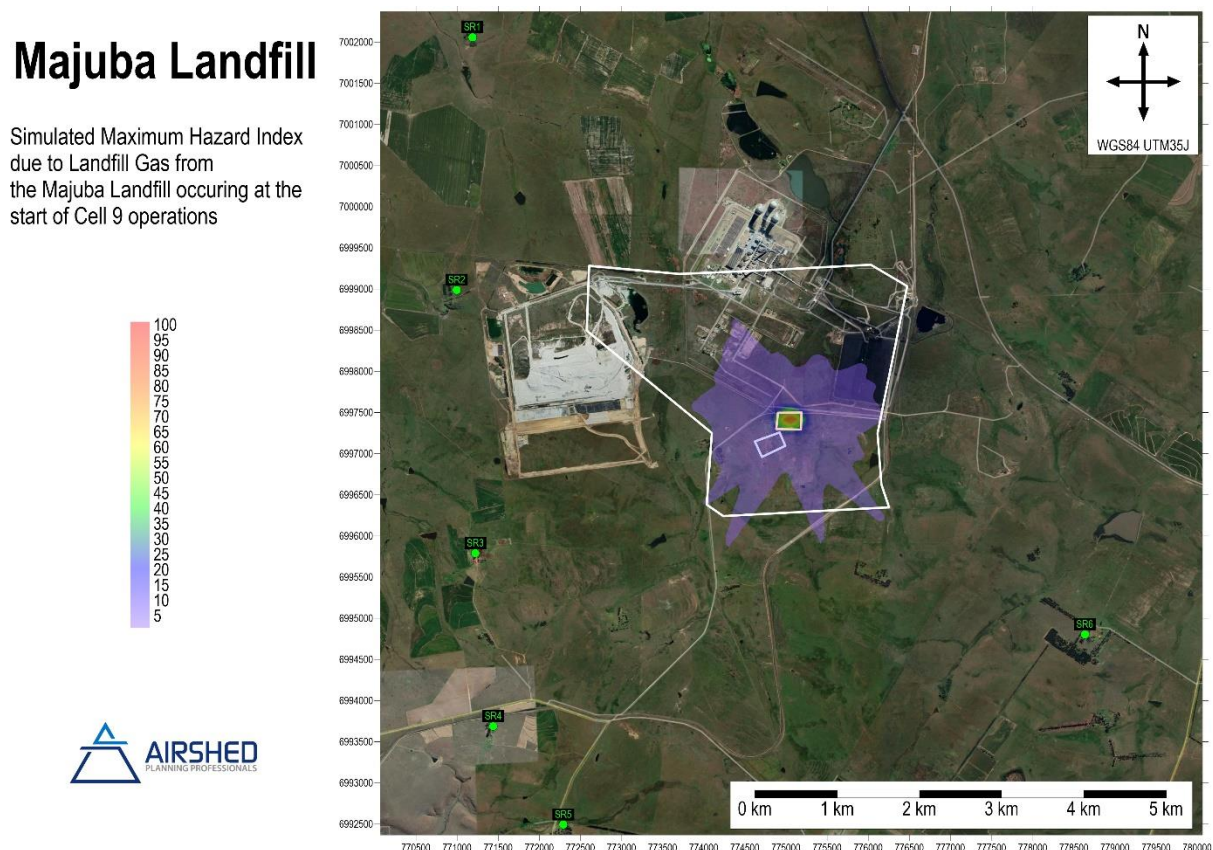 Majuba Landfill
Simulated Maximum Hazard Index
due to Landfill Gas from
the Majuba Landfill occuring at the
start of Cell 9 operations
100
95
90
85
80
75
70
65
60
55
50
45
40
35
30
25
20
15
10
5
AIRSHED
PLANNING PROFESSIONALS
7002000
7001500
7001000
7000500
7000000
6999500
6999000
6998500
6998000
6997500
6997000
6996500
6996000
6995500
6995000
6994500
6994000
6993500
6993000
6992500
SR1
SR2
SR3
SR4
SR5
SR6
N
WGS84 UTM35J
0 km 1 km 2 km 3 km 4 km 5 km
770500 771000 771500 772000 772500 773000 773500 774000 774500 775000 775500 776000 776500 777000 777500 778000 778500 779000 779500 780000